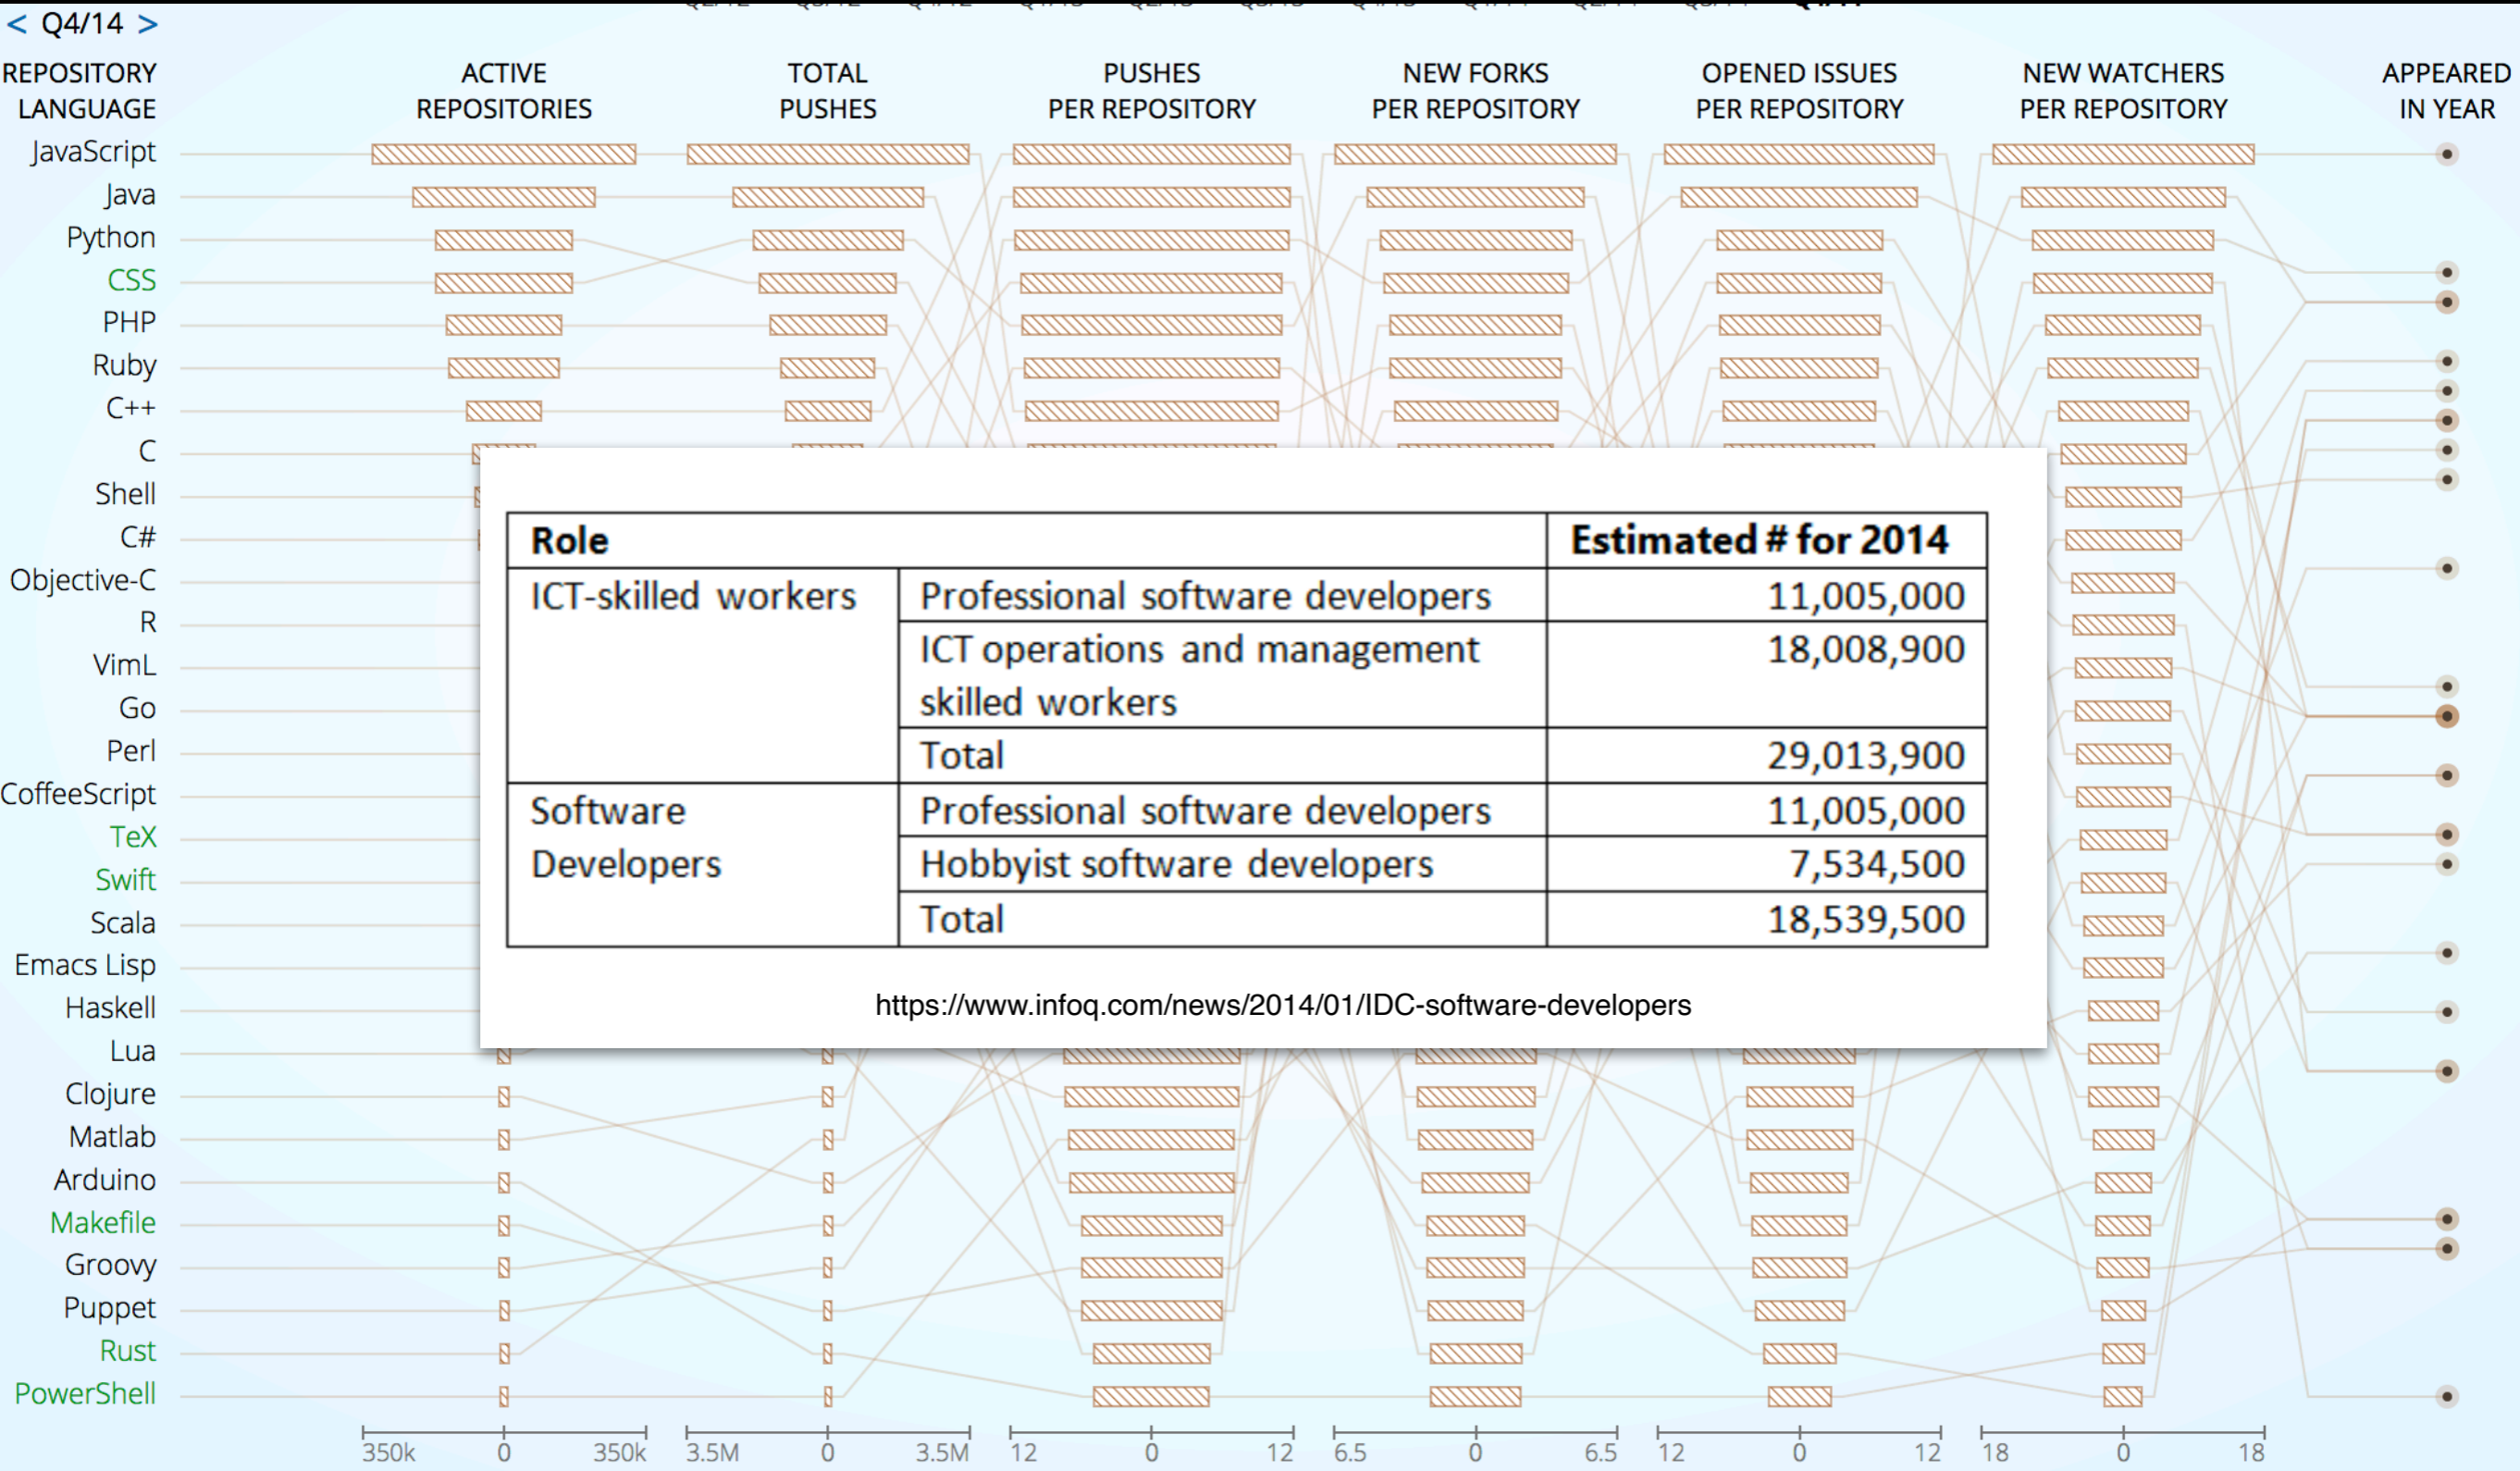 < Q4/14 >
REPOSITORY LANGUAGE
ACTIVE REPOSITORIES
TOTAL PUSHES
PUSHES PER REPOSITORY
NEW FORKS PER REPOSITORY
OPENED ISSUES PER REPOSITORY
NEW WATCHERS PER REPOSITORY
APPEARED IN YEAR
JavaScript
Java
Python
CSS
PHP
Ruby
C++
C
Shell
C#
Objective-C
R
VimL
Go
Perl
CoffeeScript
TeX
Swift
Scala
Emacs Lisp
Haskell
Lua
Clojure
Matlab
Arduino
Makefile
Groovy
Puppet
Rust
PowerShell
Role Estimated # for 2014
ICT-skilled workers Professional software developers 11,005,000
ICT operations and management 18,008,900
skilled workers
Total 29,013,900
Software Professional software developers 11,005,000
Developers Hobbyist software developers 7,534,500
Total 18,539,500
https://www.infoq.com/news/2014/01/IDC-software-developers
350k 0 350k 3.5M 0 3.5M 12 0 12 6.5 0 6.5 12 0 12 18 0 18